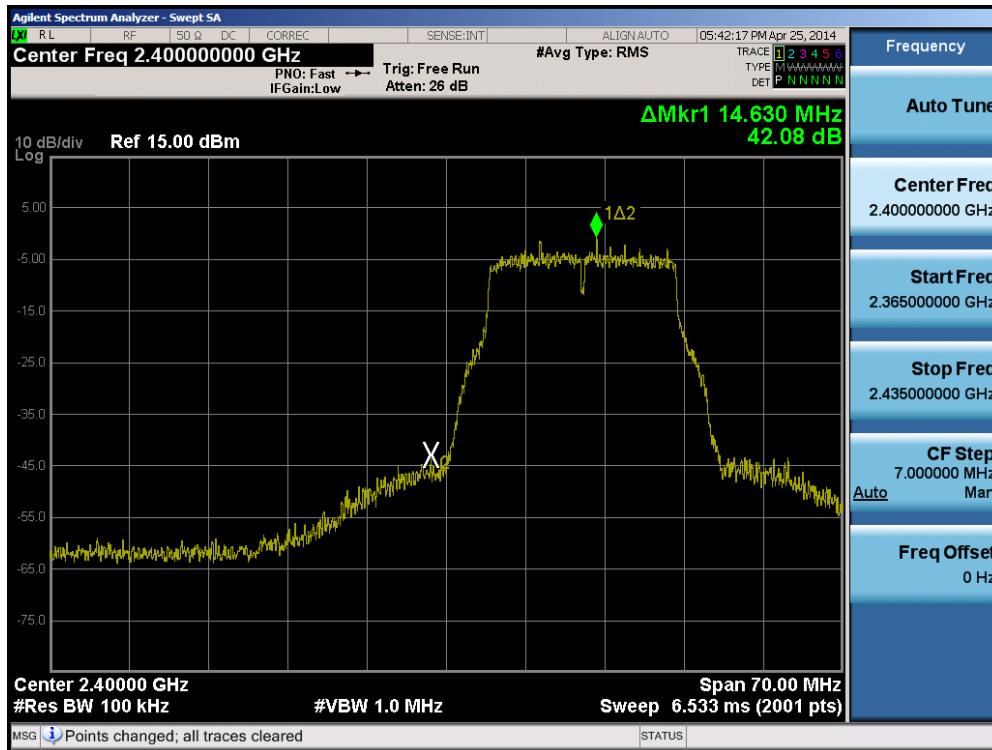 Agilent Spectrum Analyzer - Swept SA
LXI RL RF 50 Ω DC CORREC SENSE:INT ALIGN AUTO 05:42:17 PM Apr 25, 2014
Center Freq 2.400000000 GHz
PNO: Fast
IFGain:Low
Trig: Free Run
Atten: 26 dB
#Avg Type: RMS
TRACE 1 2 3 4 5 6
TYPE M
DET P N N N N N
ΔMkr1 14.630 MHz
42.08 dB
10 dB/div
Log
Ref 15.00 dBm
5.00
-5.00
-15.0
-25.0
-35.0
-45.0
-55.0
-65.0
-75.0
1Δ2
X
Center 2.40000 GHz
#Res BW 100 kHz
#VBW 1.0 MHz
Span 70.00 MHz
Sweep 6.533 ms (2001 pts)
MSG Points changed; all traces cleared
STATUS
Frequency
Auto Tune
Center Freq
2.400000000 GHz
Start Freq
2.365000000 GHz
Stop Freq
2.435000000 GHz
CF Step
7.000000 MHz
Auto Man
Freq Offset
0 Hz